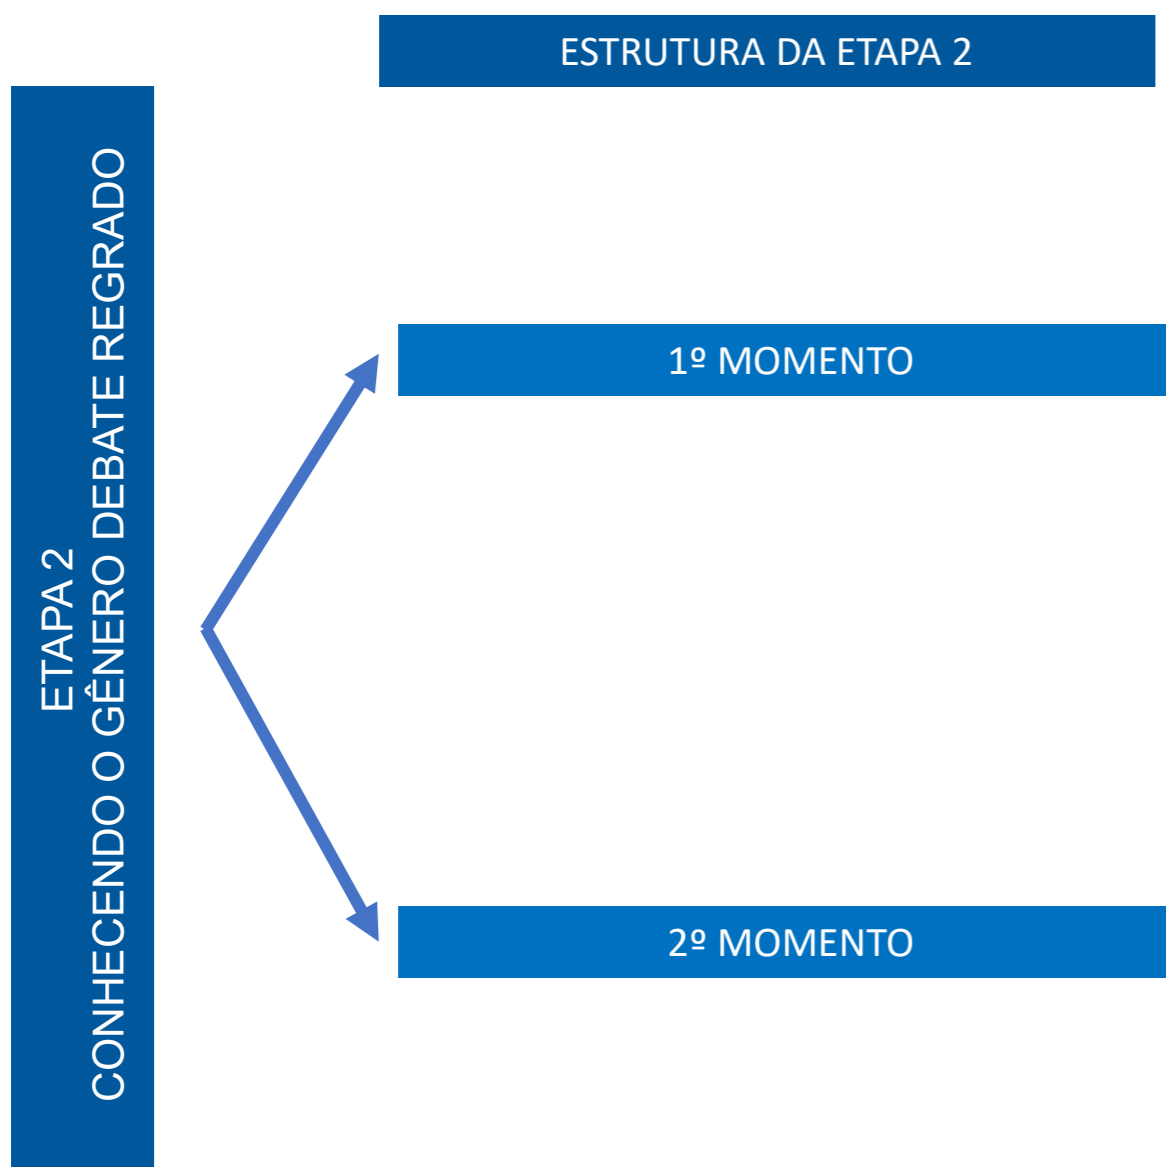 ESTRUTURA DA ETAPA 2
ETAPA 2
CONHECENDO O GÊNERO DEBATE REGRADO
1º MOMENTO
2º MOMENTO